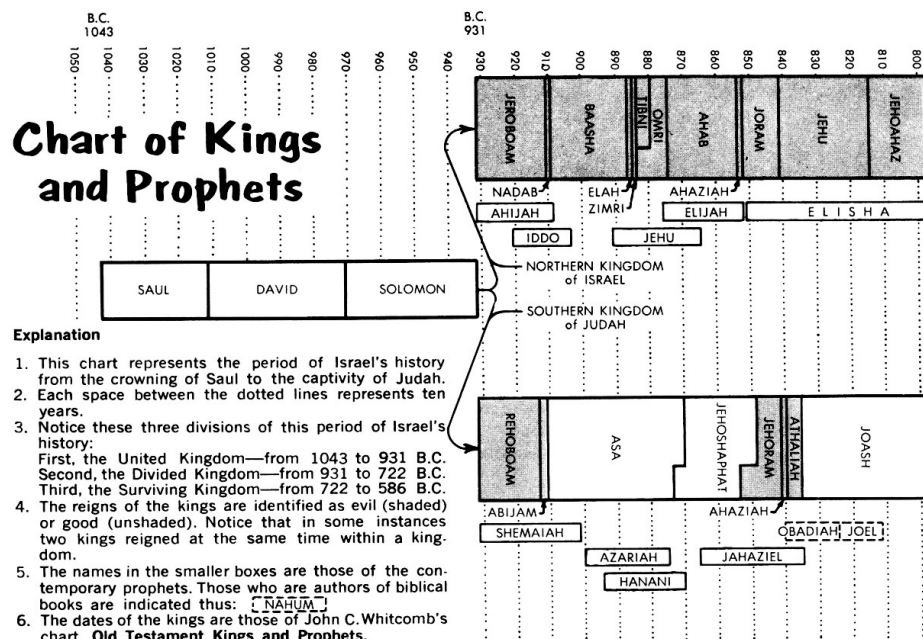 B.C.
1043
B.C.
931
1050
1040
1030
1020
1010
1000
990
980
970
960
950
940
930
920
910
900
890
880
870
860
850
840
830
820
810
800
Chart of Kings
and Prophets
JEROBOAM
BAASHA
TIBNI
OMRI
AHAB
JORAM
JEHU
JEHOAHAZ
NADAB
ELAH
ZIMRI
AHAZIAH
AHIJAH
ELIJAH
ELISHA
IDDO
JEHU
NORTHERN KINGDOM
of ISRAEL
SAUL
DAVID
SOLOMON
SOUTHERN KINGDOM
of JUDAH
Explanation
1. This chart represents the period of Israel's history
from the crowning of Saul to the captivity of Judah.
2. Each space between the dotted lines represents ten
years.
3. Notice these three divisions of this period of Israel's
history:
First, the United Kingdom—from 1043 to 931 B.C.
Second, the Divided Kingdom—from 931 to 722 B.C.
Third, the Surviving Kingdom—from 722 to 586 B.C.
4. The reigns of the kings are identified as evil (shaded)
or good (unshaded). Notice that in some instances
two kings reigned at the same time within a king-
dom.
5. The names in the smaller boxes are those of the con-
temporary prophets. Those who are authors of biblical
books are indicated thus: NAHUM
6. The dates of the kings are those of John C. Whitcomb's
chart, Old Testament Kings and Prophets.
REHOBOAM
ASA
JEHOSHAPHAT
JEHORAM
ATHALIAH
JOASH
ABIJAM
AHAZIAH
SHEMAIAH
OBADIAH
JOEL
AZARIAH
JAHAZIEL
HANANI